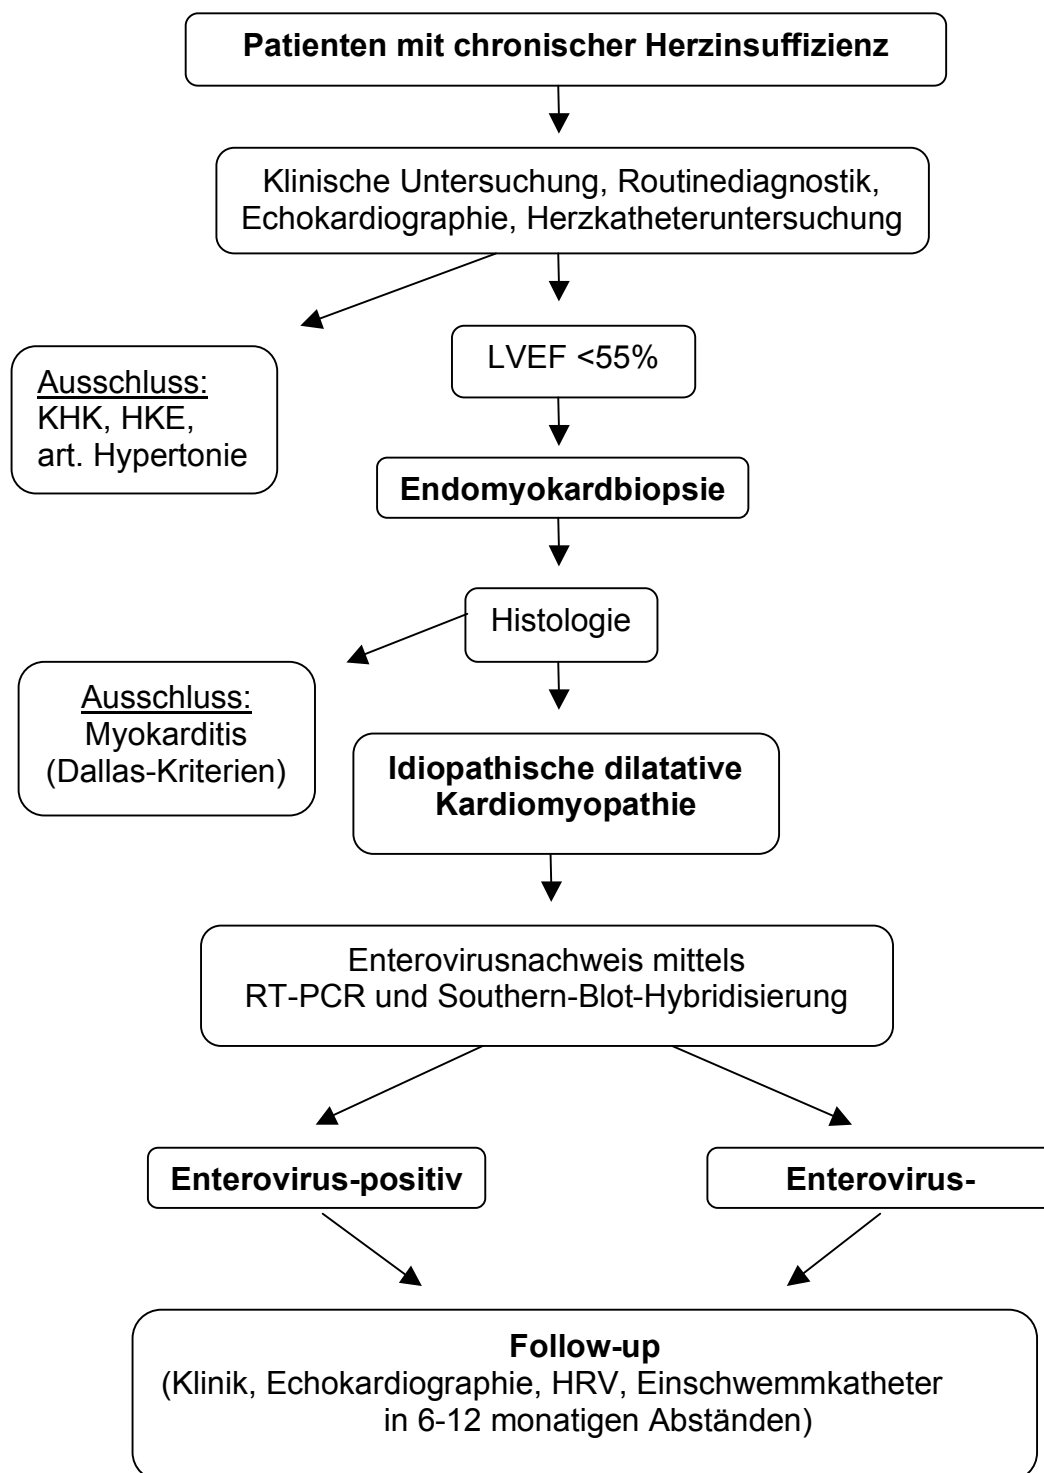 Patienten mit chronischer Herzinsuffizienz
Klinische Untersuchung, Routinediagnostik,
Echokardiographie, Herzkatheteruntersuchung
LVEF <55%
Ausschluss:
KHK, HKE,
art. Hypertonie
Endomyokardbiopsie
Histologie
Ausschluss:
Myokarditis
(Dallas-Kriterien)
Idiopathische dilatative
Kardiomyopathie
Enterovirusnachweis mittels
RT-PCR und Southern-Blot-Hybridisierung
Enterovirus-positiv
Enterovirus-
Follow-up
(Klinik, Echokardiographie, HRV, Einschwemmkatheter
in 6-12 monatigen Abständen)